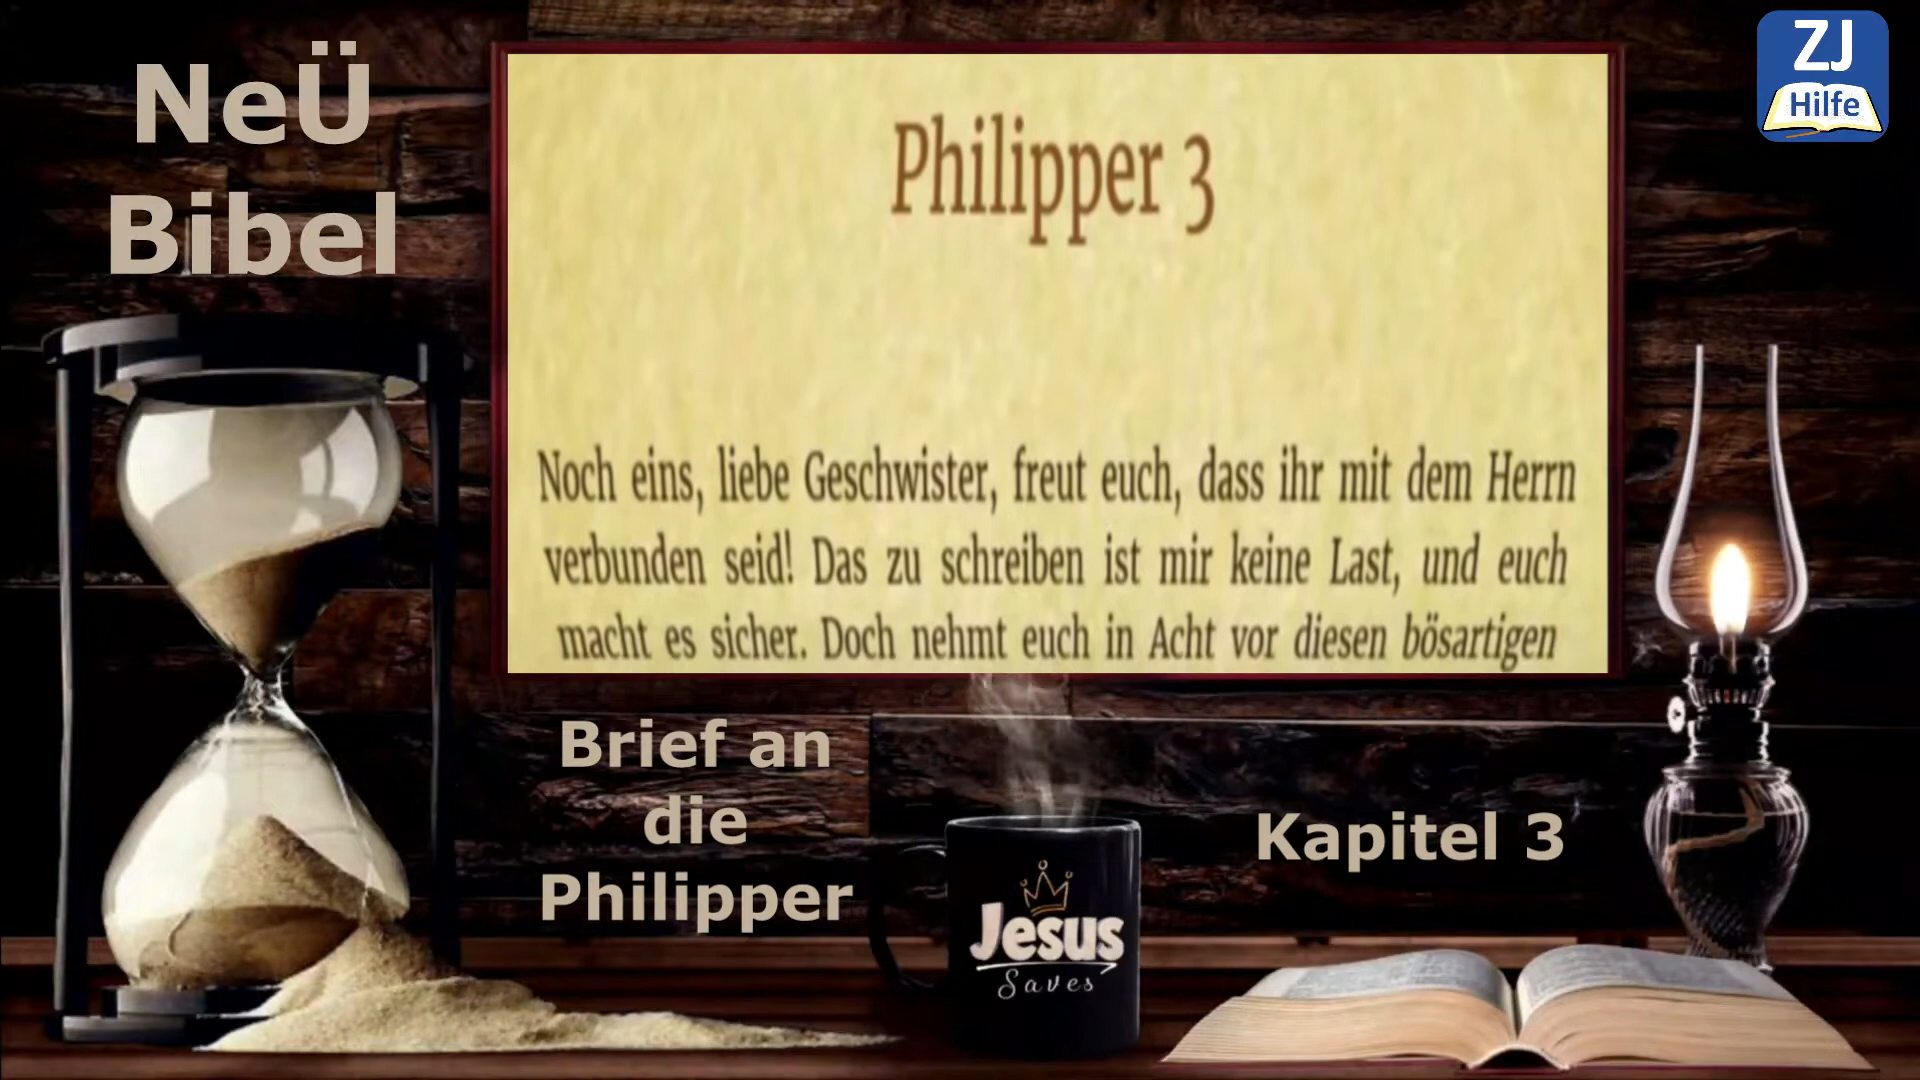 NeÜ
Bibel
ZJ
Hilfe
Philipper 3
Noch eins, liebe Geschwister, freut euch, dass ihr mit dem Herrn
verbunden seid! Das zu schreiben ist mir keine Last, und euch
macht es sicher. Doch nehmt euch in Acht vor diesen bösartigen
Brief an
die
Philipper
Kapitel 3
Jesus
Saves